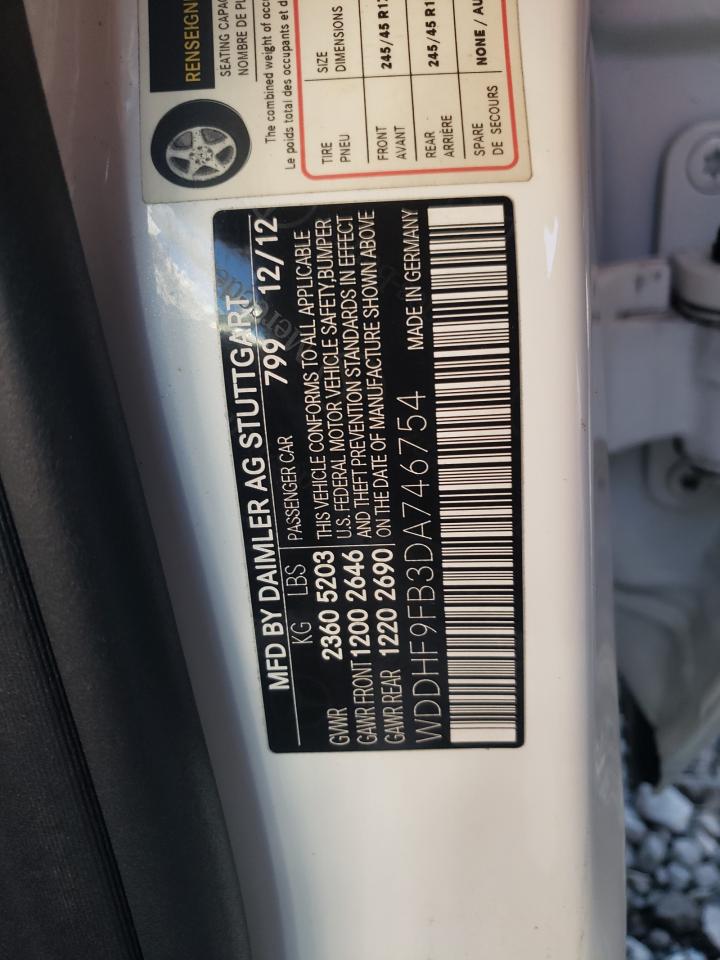 RENSEIGN
SEATING CAPAC
NOMBRE DE PL
The combined weight of occ
Le poids total des occupants et d
TIRE SIZE
PNEU DIMENSIONS
FRONT 245/45 R1
AVANT
REAR 245/45 R1
ARRIÈRE
SPARE NONE / AU
DE SECOURS
MFD BY DAIMLER AG STUTTGART
KG LBS PASSENGER CAR 799 12/12
GVWR 2360 5203 THIS VEHICLE CONFORMS TO ALL APPLICABLE
GAWR FRONT 1200 2646 U.S. FEDERAL MOTOR VEHICLE SAFETY,BUMPER
GAWR REAR 1220 2690 AND THEFT PREVENTION STANDARDS IN EFFECT
ON THE DATE OF MANUFACTURE SHOWN ABOVE
WDDHF9FB3DA746754 MADE IN GERMANY